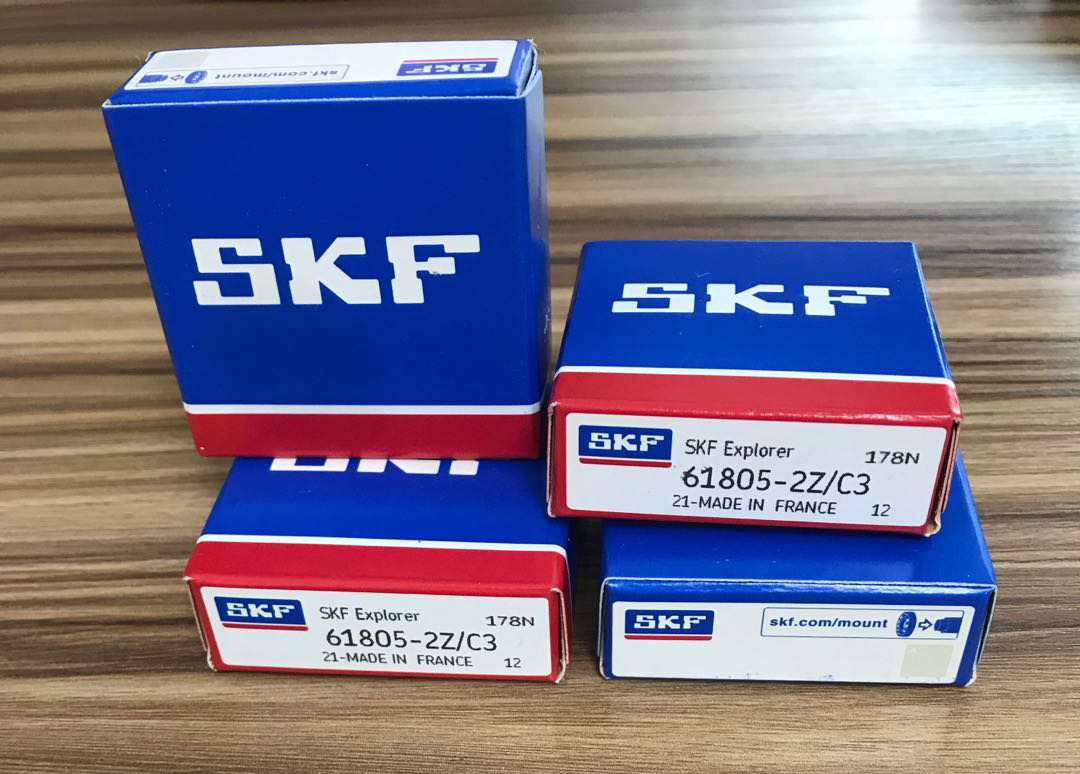 skf.com/mount
SKF
SKF
SKF
SKF
SKF Explorer
178N
61805-2Z/C3
21-MADE IN FRANCE
12
SKF
SKF
SKF Explorer
178N
61805-2Z/C3
21-MADE IN FRANCE
12
SKF
skf.com/mount